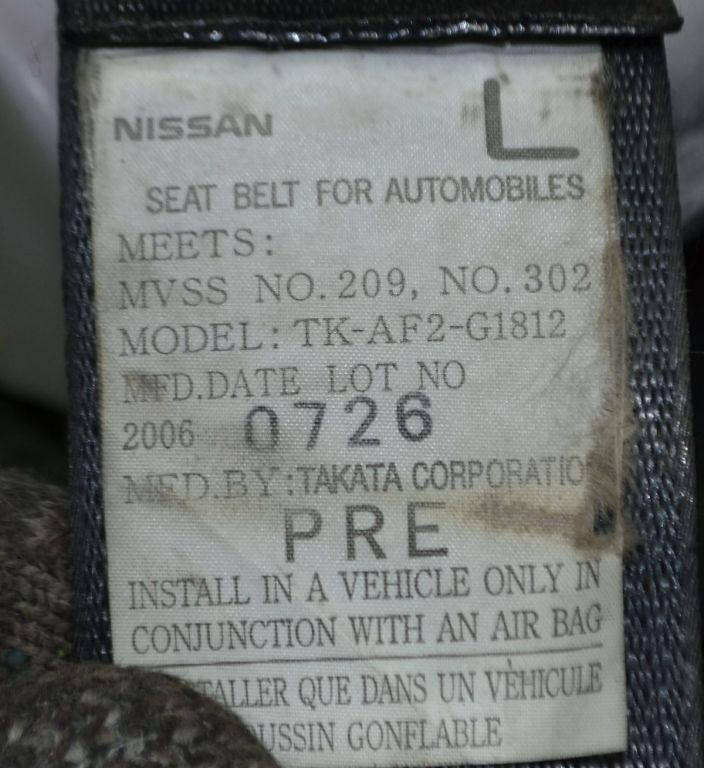 L
NISSAN
SEAT BELT FOR AUTOMOBILES
MEETS:
MVSS NO.209, NO.302
MODEL: TK-AF2-G1812
MFD.DATE LOT NO
2006 0726
MFD.BY:TAKATA CORPORATIO
PRE
INSTALL IN A VEHICLE ONLY IN
CONJUNCTION WITH AN AIR BAG
TALLER QUE DANS UN VÈHICULE
USSIN GONFLABLE